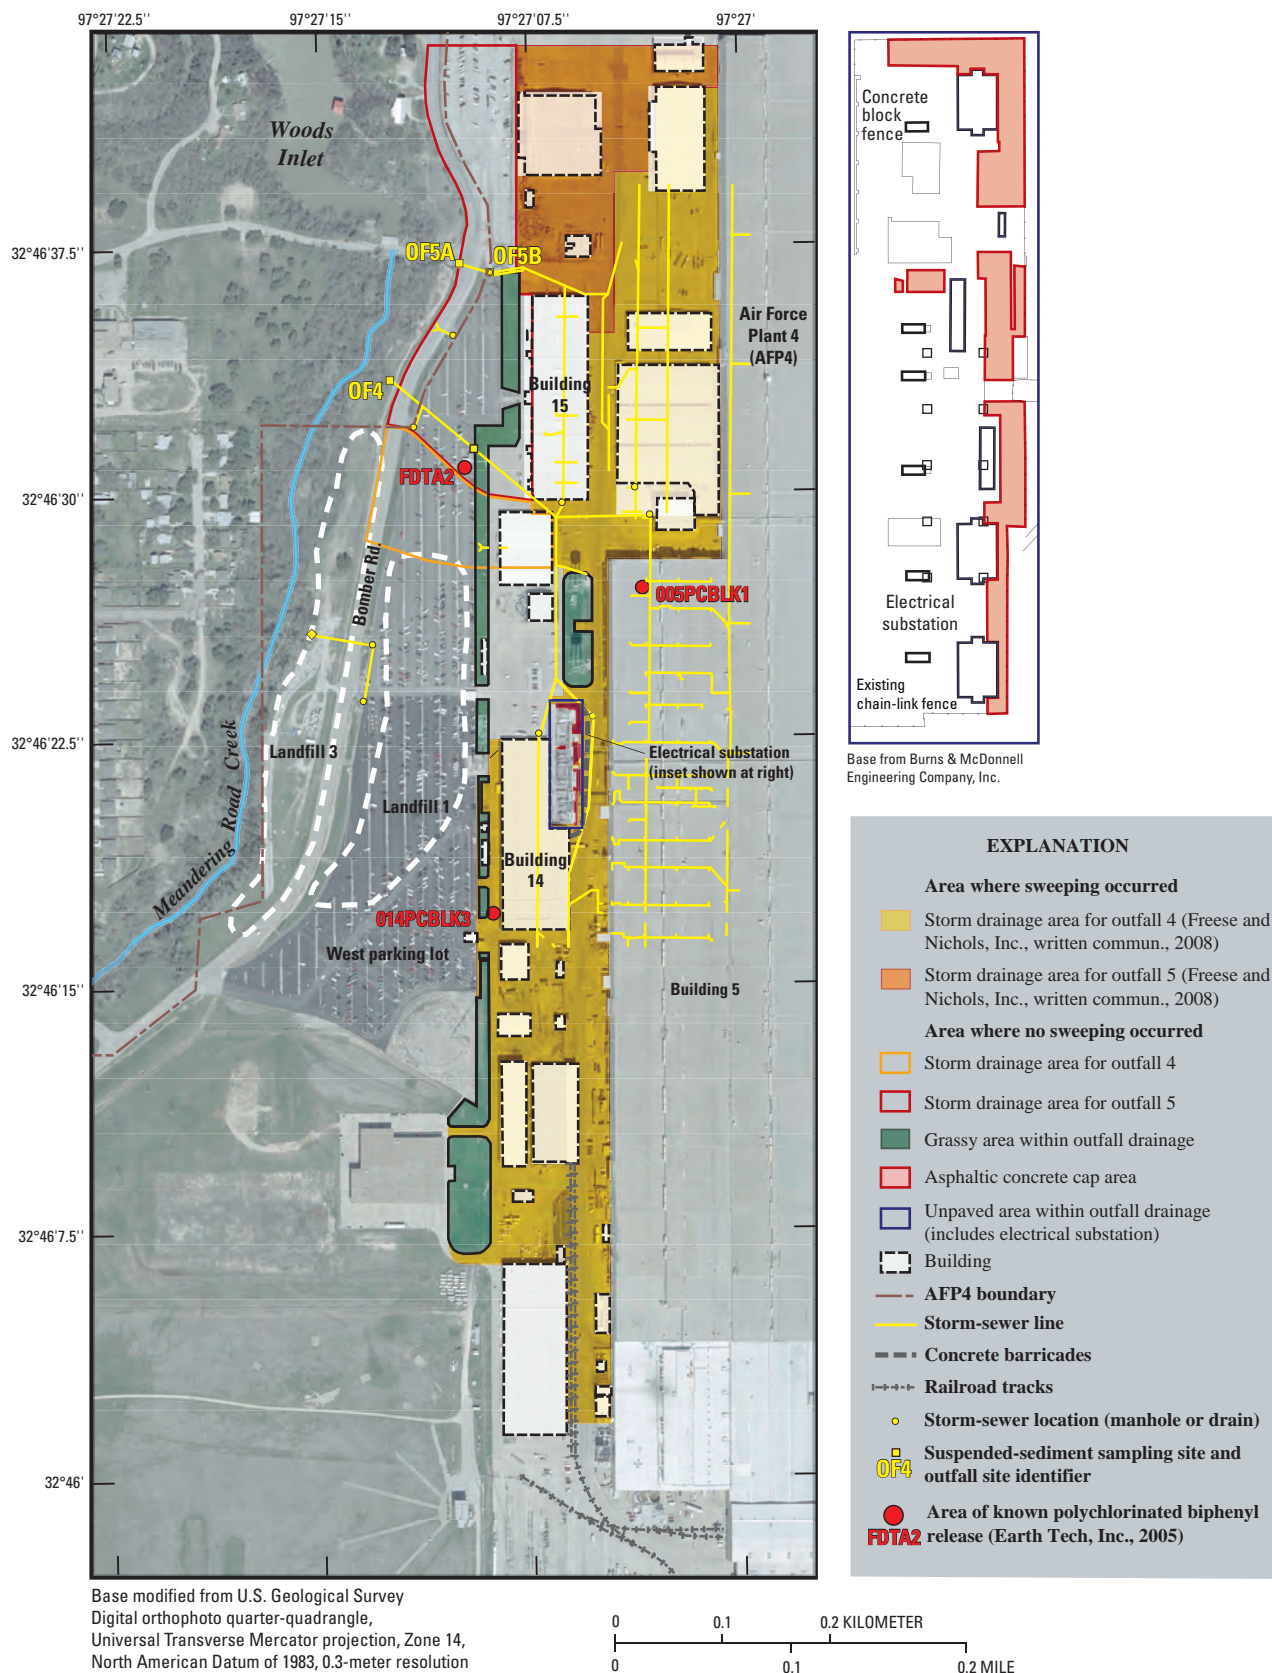 97°27'22.5''
97°27'15''
97°27'07.5''
97°27'
32°46'37.5''
32°46'30''
32°46'22.5''
32°46'15''
32°46'7.5''
32°46'
Woods
Inlet
OF5A
OF5B
OF4
FDTA2
Building
15
Air Force
Plant 4
(AFP4)
Bomber Rd.
005PCBLK1
Meandering Road Creek
Landfill 3
Landfill 1
Electrical substation
(inset shown at right)
Building
14
014PCBLK3
West parking lot
Building 5
Concrete
block
fence
Electrical
substation
Existing
chain-link fence
Base from Burns & McDonnell
Engineering Company, Inc.
EXPLANATION
Area where sweeping occurred
Storm drainage area for outfall 4 (Freese and
Nichols, Inc., written commun., 2008)
Storm drainage area for outfall 5 (Freese and
Nichols, Inc., written commun., 2008)
Area where no sweeping occurred
Storm drainage area for outfall 4
Storm drainage area for outfall 5
Grassy area within outfall drainage
Asphaltic concrete cap area
Unpaved area within outfall drainage
(includes electrical substation)
Building
AFP4 boundary
Storm-sewer line
Concrete barricades
Railroad tracks
Storm-sewer location (manhole or drain)
OF4
Suspended-sediment sampling site and
outfall site identifier
FDTA2
Area of known polychlorinated biphenyl
release (Earth Tech, Inc., 2005)
Base modified from U.S. Geological Survey
Digital orthophoto quarter-quadrangle,
Universal Transverse Mercator projection, Zone 14,
North American Datum of 1983, 0.3-meter resolution
0 0.1 0.2 KILOMETER
0 0.1 0.2 MILE